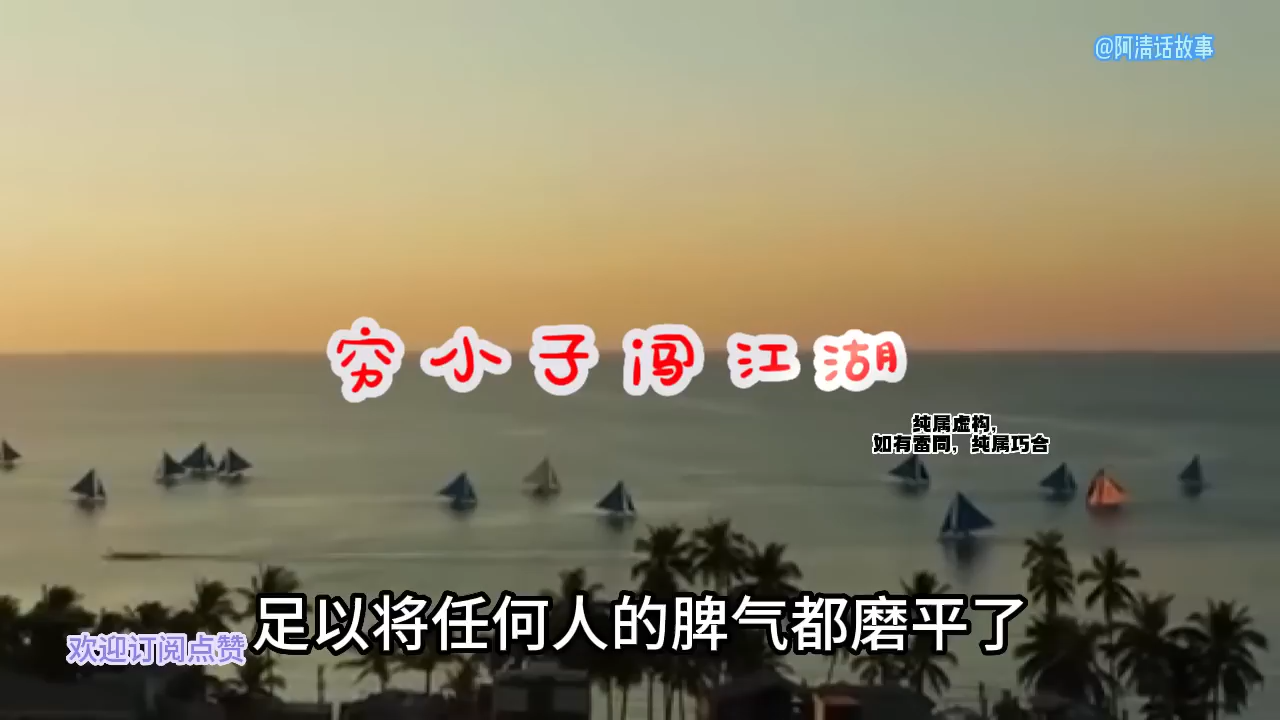 @阿清话故事
穷小子闯江湖
纯属虚构，
如有雷同，纯属巧合
足以将任何人的脾气都磨平了
欢迎订阅点赞